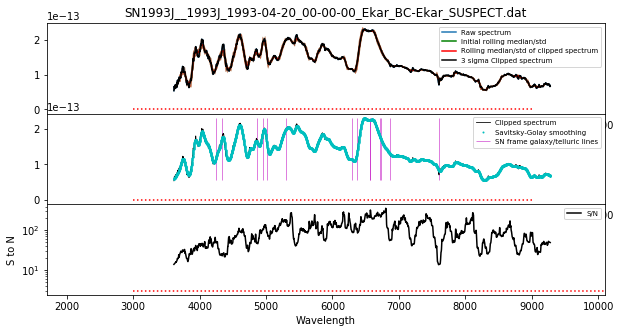 SN1993J__1993J_1993-04-20_00-00-00_Ekar_BC-Ekar_SUSPECT.dat
1e−13
2
1
0
Raw spectrum
Initial rolling median/std
Rolling median/std of clipped spectrum
3 sigma Clipped spectrum
1e−13
00
2
1
0
Clipped spectrum
Savitsky-Golay smoothing
SN frame galaxy/telluric lines
00
S to N
10²
10¹
S/N
2000 3000 4000 5000 6000 7000 8000 9000 10000
Wavelength